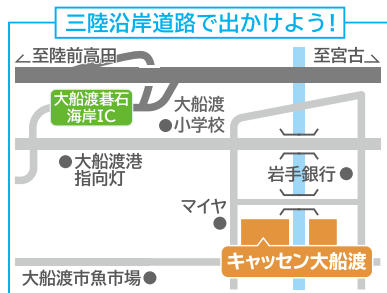 三陸沿岸道路で出かけよう!
至陸前高田
至宮古
大船渡碁石
海岸IC
大船渡
小学校
大船渡港
指向灯
岩手銀行
マイヤ
キャッセン大船渡
大船渡市魚市場